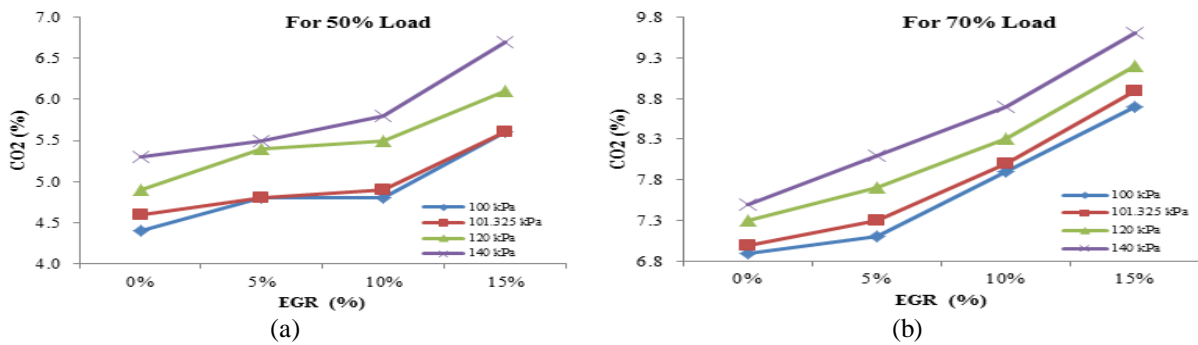 For 50% Load
7.0
6.5
6.0
5.5
5.0
4.5
4.0
CO2 (%)
0% 5% 10% 15%
EGR (%)
100 kPa
101.325 kPa
120 kPa
140 kPa
(a)
For 70% Load
9.8
9.3
8.8
8.3
7.8
7.3
6.8
CO2 (%)
0% 5% 10% 15%
EGR (%)
100 kPa
101.325 kPa
120 kPa
140 kPa
(b)